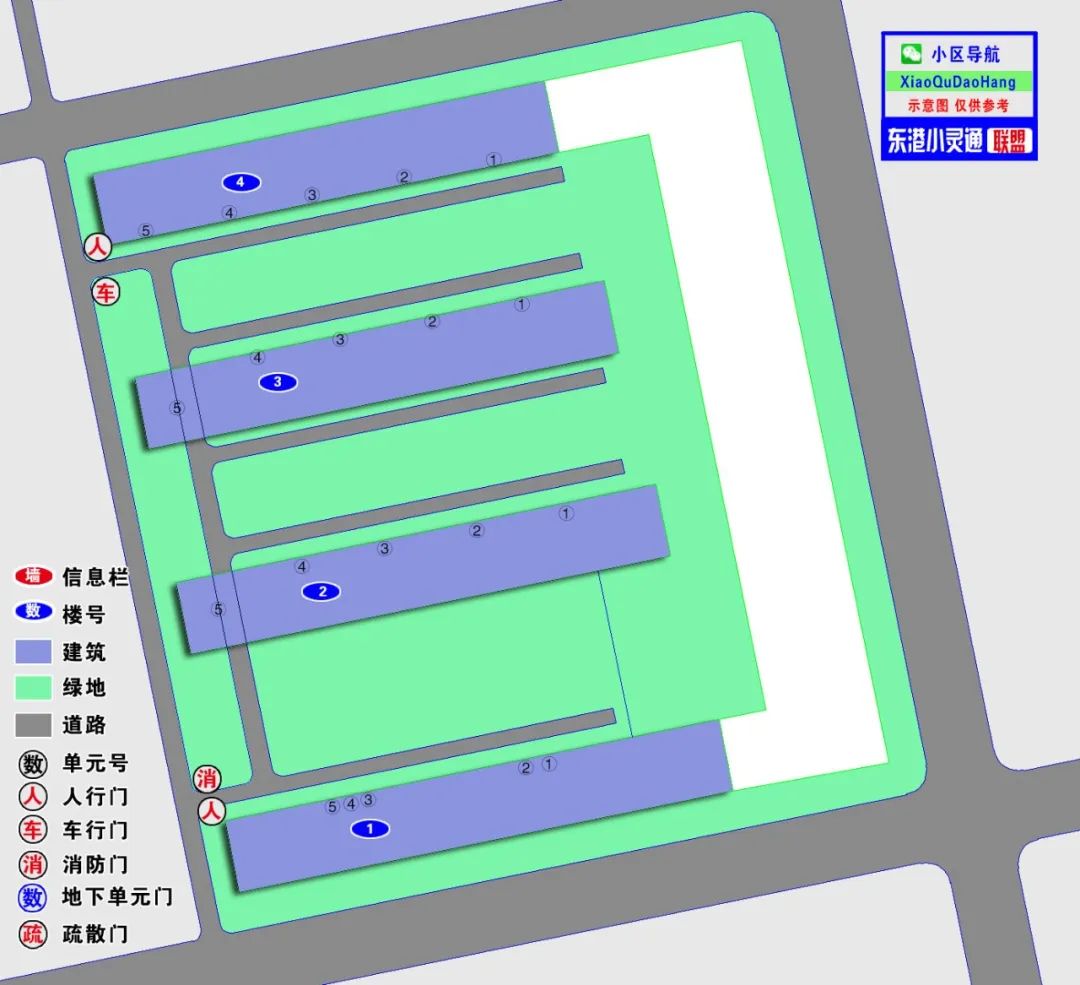 小区导航
XiaoQuDaoHang
示意图 仅供参考
东港小灵通 联盟
4
1
2
3
4
5
人
车
1
2
3
4
3
5
1
2
3
4
2
5
消
人
2 1
5 4 3
1
墙 信息栏
数 楼号
建筑
绿地
道路
数 单元号
人 人行门
车 车行门
消 消防门
数 地下单元门
疏 疏散门